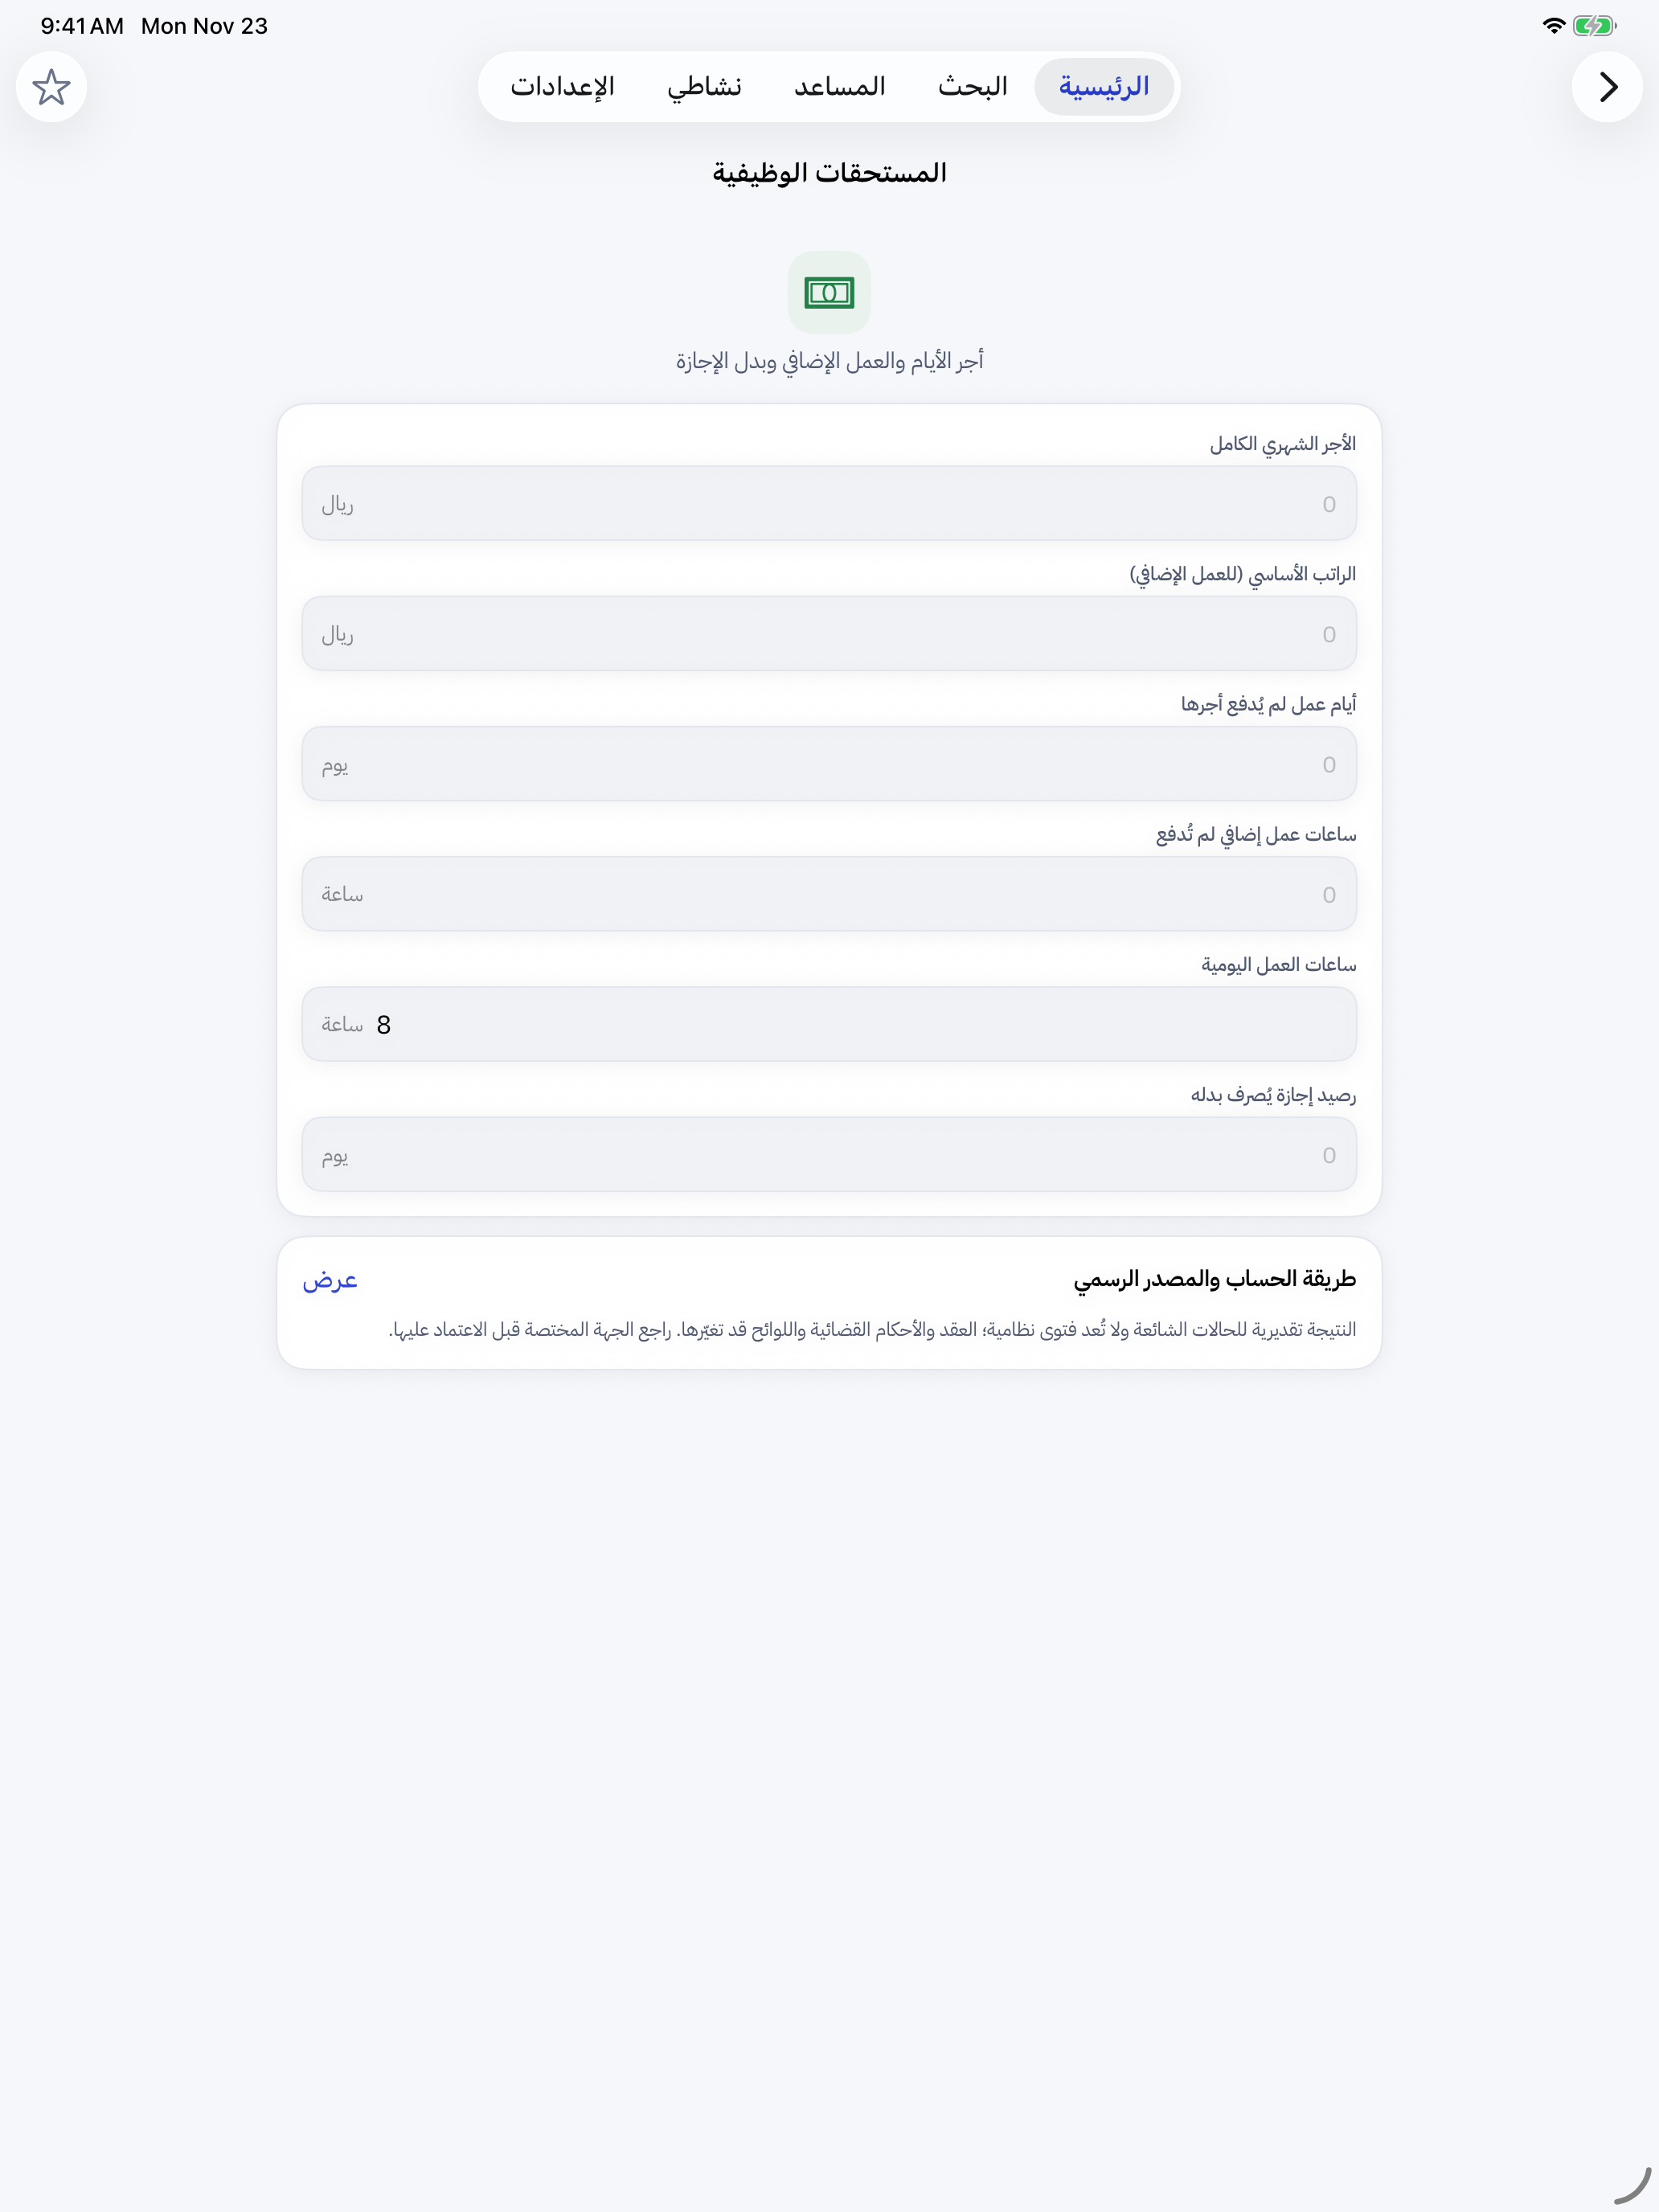 9:41 AM Mon Nov 23
الرئيسية البحث المساعد نشاطي الإعدادات
المستحقات الوظيفية
أجر الأيام والعمل الإضافي وبدل الإجازة
الأجر الشهري الكامل
0 ريال
الراتب الأساسي (للعمل الإضافي)
0 ريال
أيام عمل لم يُدفع أجرها
0 يوم
ساعات عمل إضافي لم تُدفع
0 ساعة
ساعات العمل اليومية
8 ساعة
رصيد إجازة يُصرف بدله
0 يوم
طريقة الحساب والمصدر الرسمي عرض
النتيجة تقديرية للحالات الشائعة ولا تُعد فتوى نظامية؛ العقد والأحكام القضائية واللوائح قد تغيّرها. راجع الجهة المختصة قبل الاعتماد عليها.